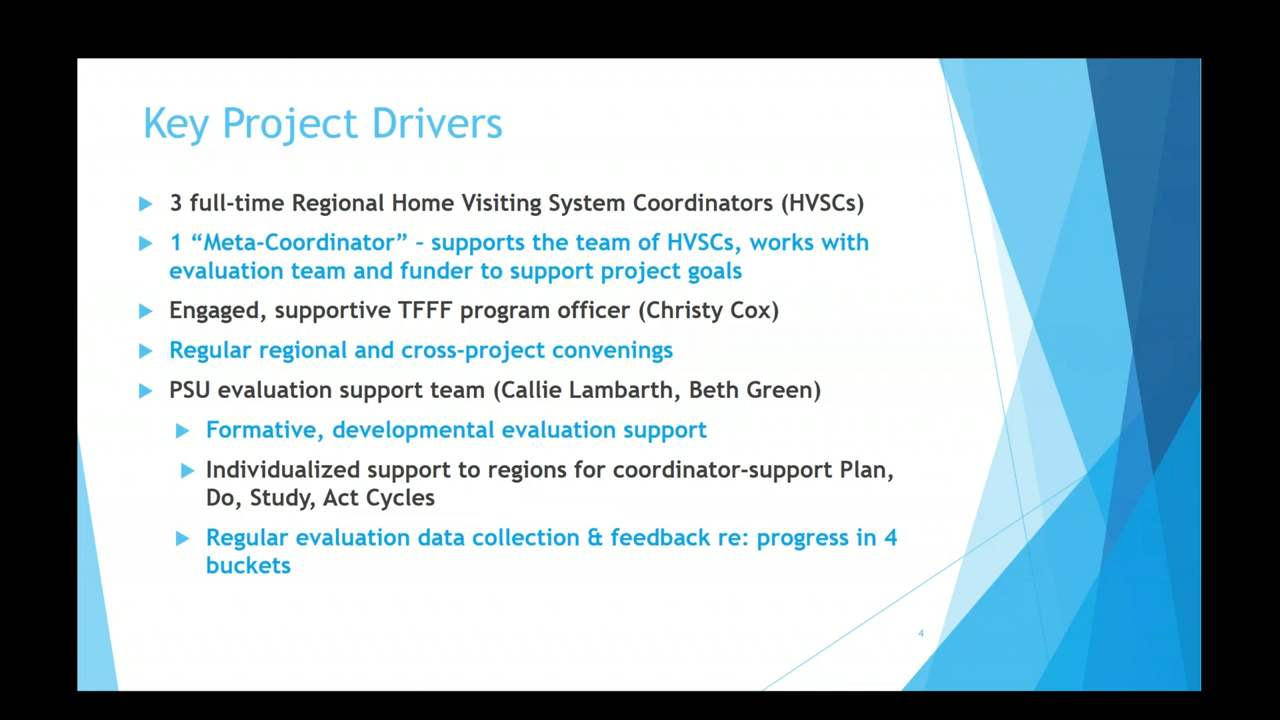 Key Project Drivers
3 full-time Regional Home Visiting System Coordinators (HVSCs)
1 “Meta-Coordinator” – supports the team of HVSCs, works with
evaluation team and funder to support project goals
Engaged, supportive TFFF program officer (Christy Cox)
Regular regional and cross-project convenings
PSU evaluation support team (Callie Lambarth, Beth Green)
Formative, developmental evaluation support
Individualized support to regions for coordinator-support Plan,
Do, Study, Act Cycles
Regular evaluation data collection & feedback re: progress in 4
buckets
4